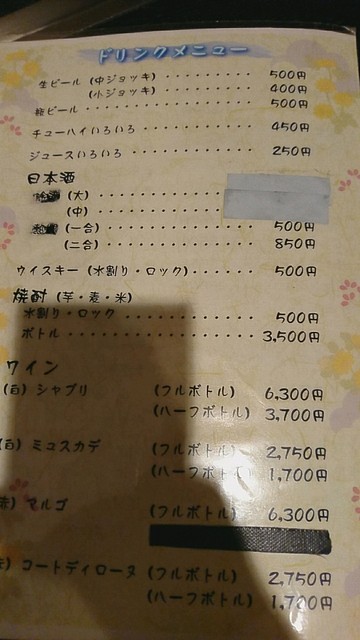 ドリンクメニュー
生ビール (中ジョッキ) ・・・・・・・・・・ 500円
(小ジョッキ) ・・・・・・・・・・ 400円
瓶ビール ・・・・・・・・・・・・・・・・ 500円
チューハイいろいろ ・・・・・・・・・・・ 450円
ジュースいろいろ ・・・・・・・・・・・・ 250円
日本酒
(大) ・・・・・・・・・・・・・
(中) ・・・・・・・・・・・・・
(一合) ・・・・・・・・・・・・ 500円
(二合) ・・・・・・・・・・・・ 850円
ウイスキー (水割り・ロック) ・・・・・・・ 500円
焼酎 (芋・麦・米)
水割り・ロック ・・・・・・・・・・・・ 500円
ボトル ・・・・・・・・・・・・・・・・ 3,500円
ワイン
(白) シャブリ (フルボトル) 6,300円
(ハーフボトル) 3,700円
(白) ミュスカデ (フルボトル) 2,750円
(ハーフボトル) 1,700円
赤) マルゴ (フルボトル) 6,300円
コートディローヌ (フルボトル) 2,750円
(ハーフボトル) 1,700円